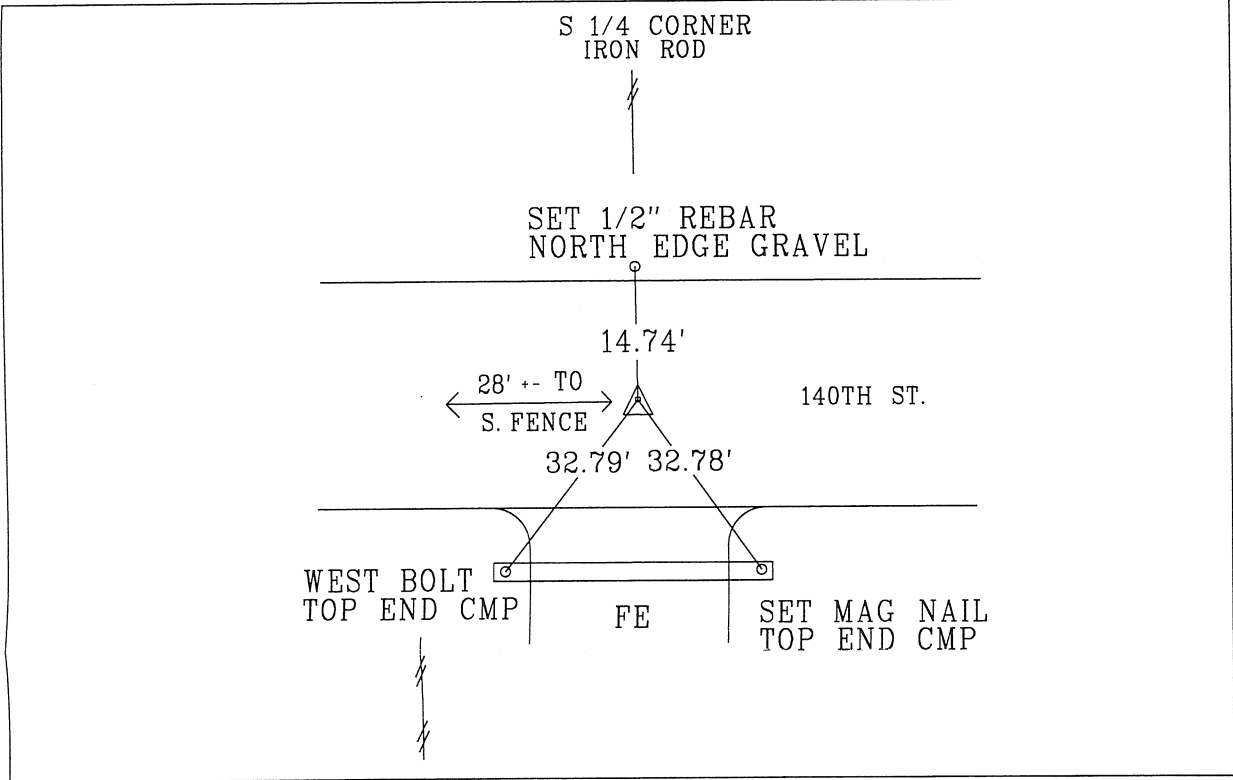 S 1/4 CORNER
IRON ROD
SET 1/2" REBAR
NORTH EDGE GRAVEL
14.74'
28' +- TO
S. FENCE
140TH ST.
32.79' 32.78'
WEST BOLT
TOP END CMP
FE
SET MAG NAIL
TOP END CMP